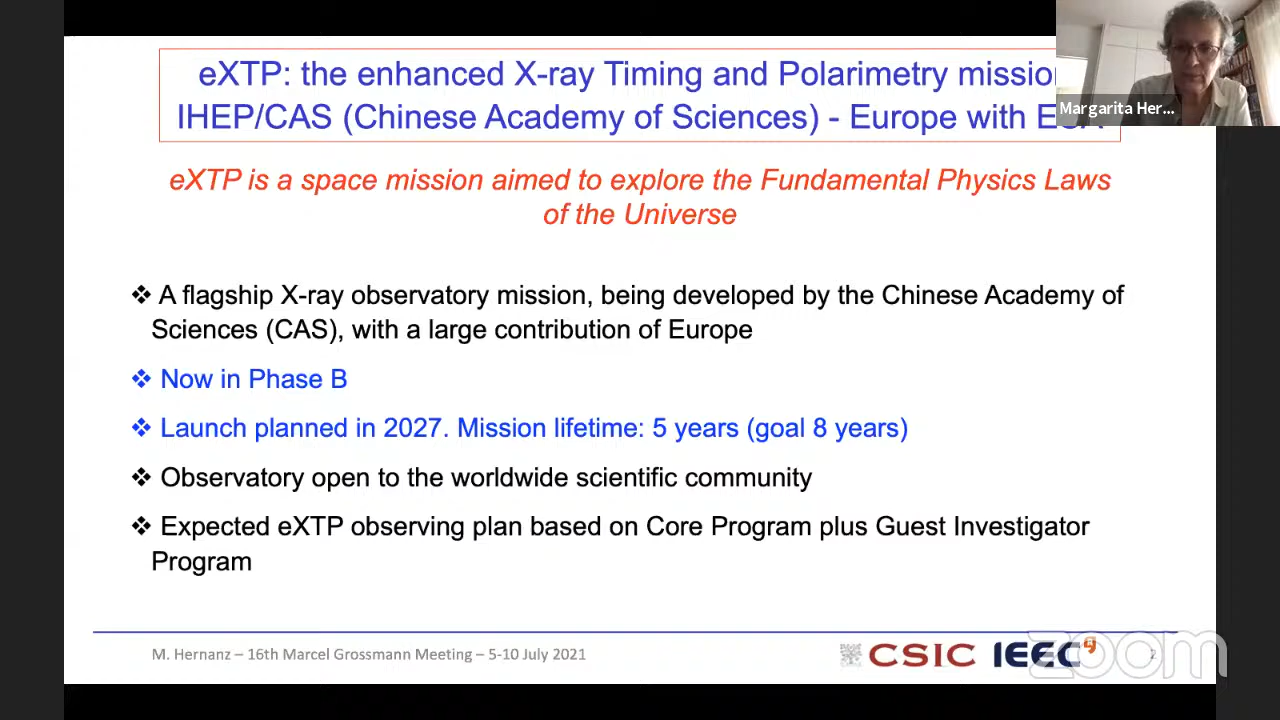 eXTP: the enhanced X-ray Timing and Polarimetry mission
IHEP/CAS (Chinese Academy of Sciences) - Europe with ESA
Margarita Her...
eXTP is a space mission aimed to explore the Fundamental Physics Laws
of the Universe
❖ A flagship X-ray observatory mission, being developed by the Chinese Academy of
Sciences (CAS), with a large contribution of Europe
❖ Now in Phase B
❖ Launch planned in 2027. Mission lifetime: 5 years (goal 8 years)
❖ Observatory open to the worldwide scientific community
❖ Expected eXTP observing plan based on Core Program plus Guest Investigator
Program
M. Hernanz – 16th Marcel Grossmann Meeting – 5-10 July 2021
CSIC IEEC
zoom
2